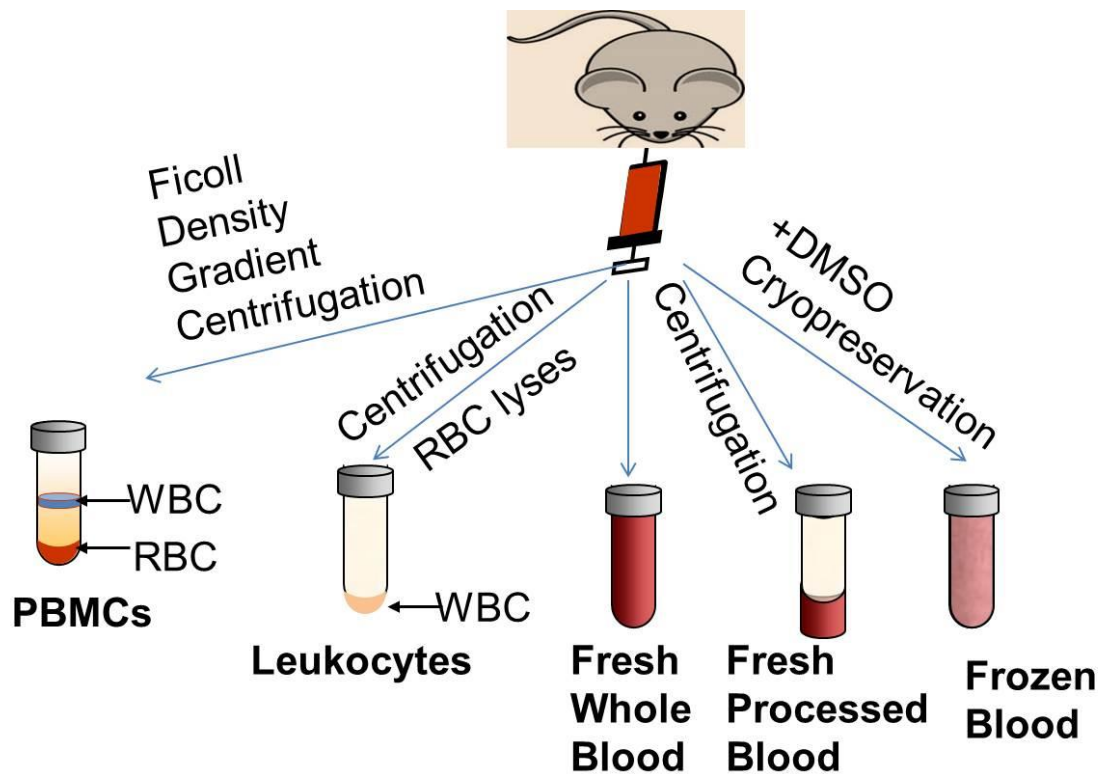 Ficoll
Density
Gradient
Centrifugation
Centrifugation
RBC lyses
Centrifugation
+DMSO
Cryopreservation
WBC
RBC
PBMCs
WBC
Leukocytes
Fresh
Whole
Blood
Fresh
Processed
Blood
Frozen
Blood